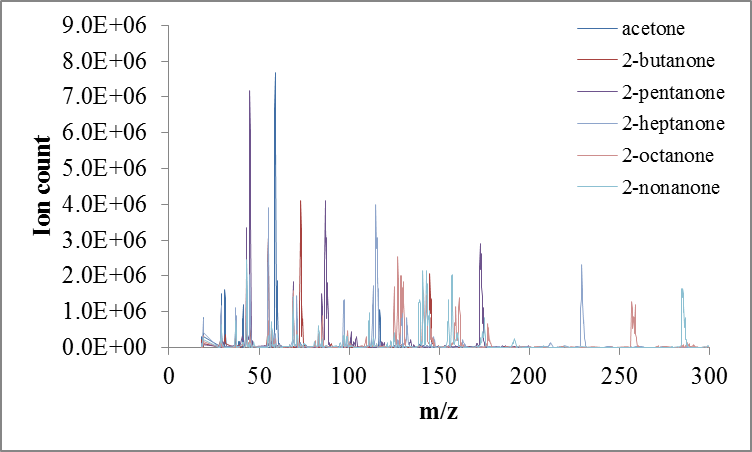 9.0E+06
8.0E+06
7.0E+06
6.0E+06
5.0E+06
4.0E+06
3.0E+06
2.0E+06
1.0E+06
0.0E+00
Ion count
0 50 100 150 200 250 300
m/z
acetone
2-butanone
2-pentanone
2-heptanone
2-octanone
2-nonanone